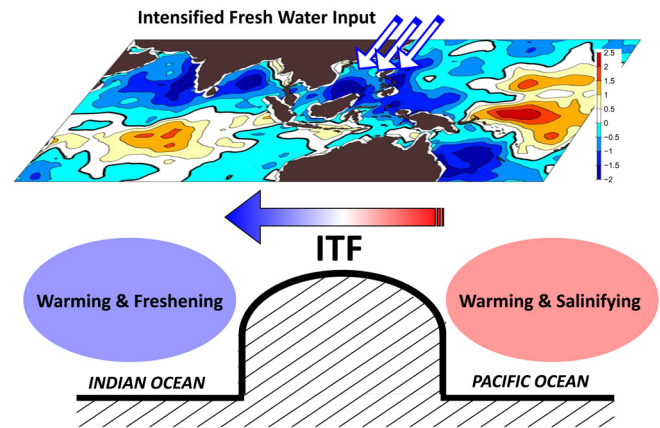 Intensified Fresh Water Input
2.5
2
1.5
1
0.5
0
-0.5
-1
-1.5
-2
ITF
Warming & Freshening
Warming & Salinifying
INDIAN OCEAN
PACIFIC OCEAN